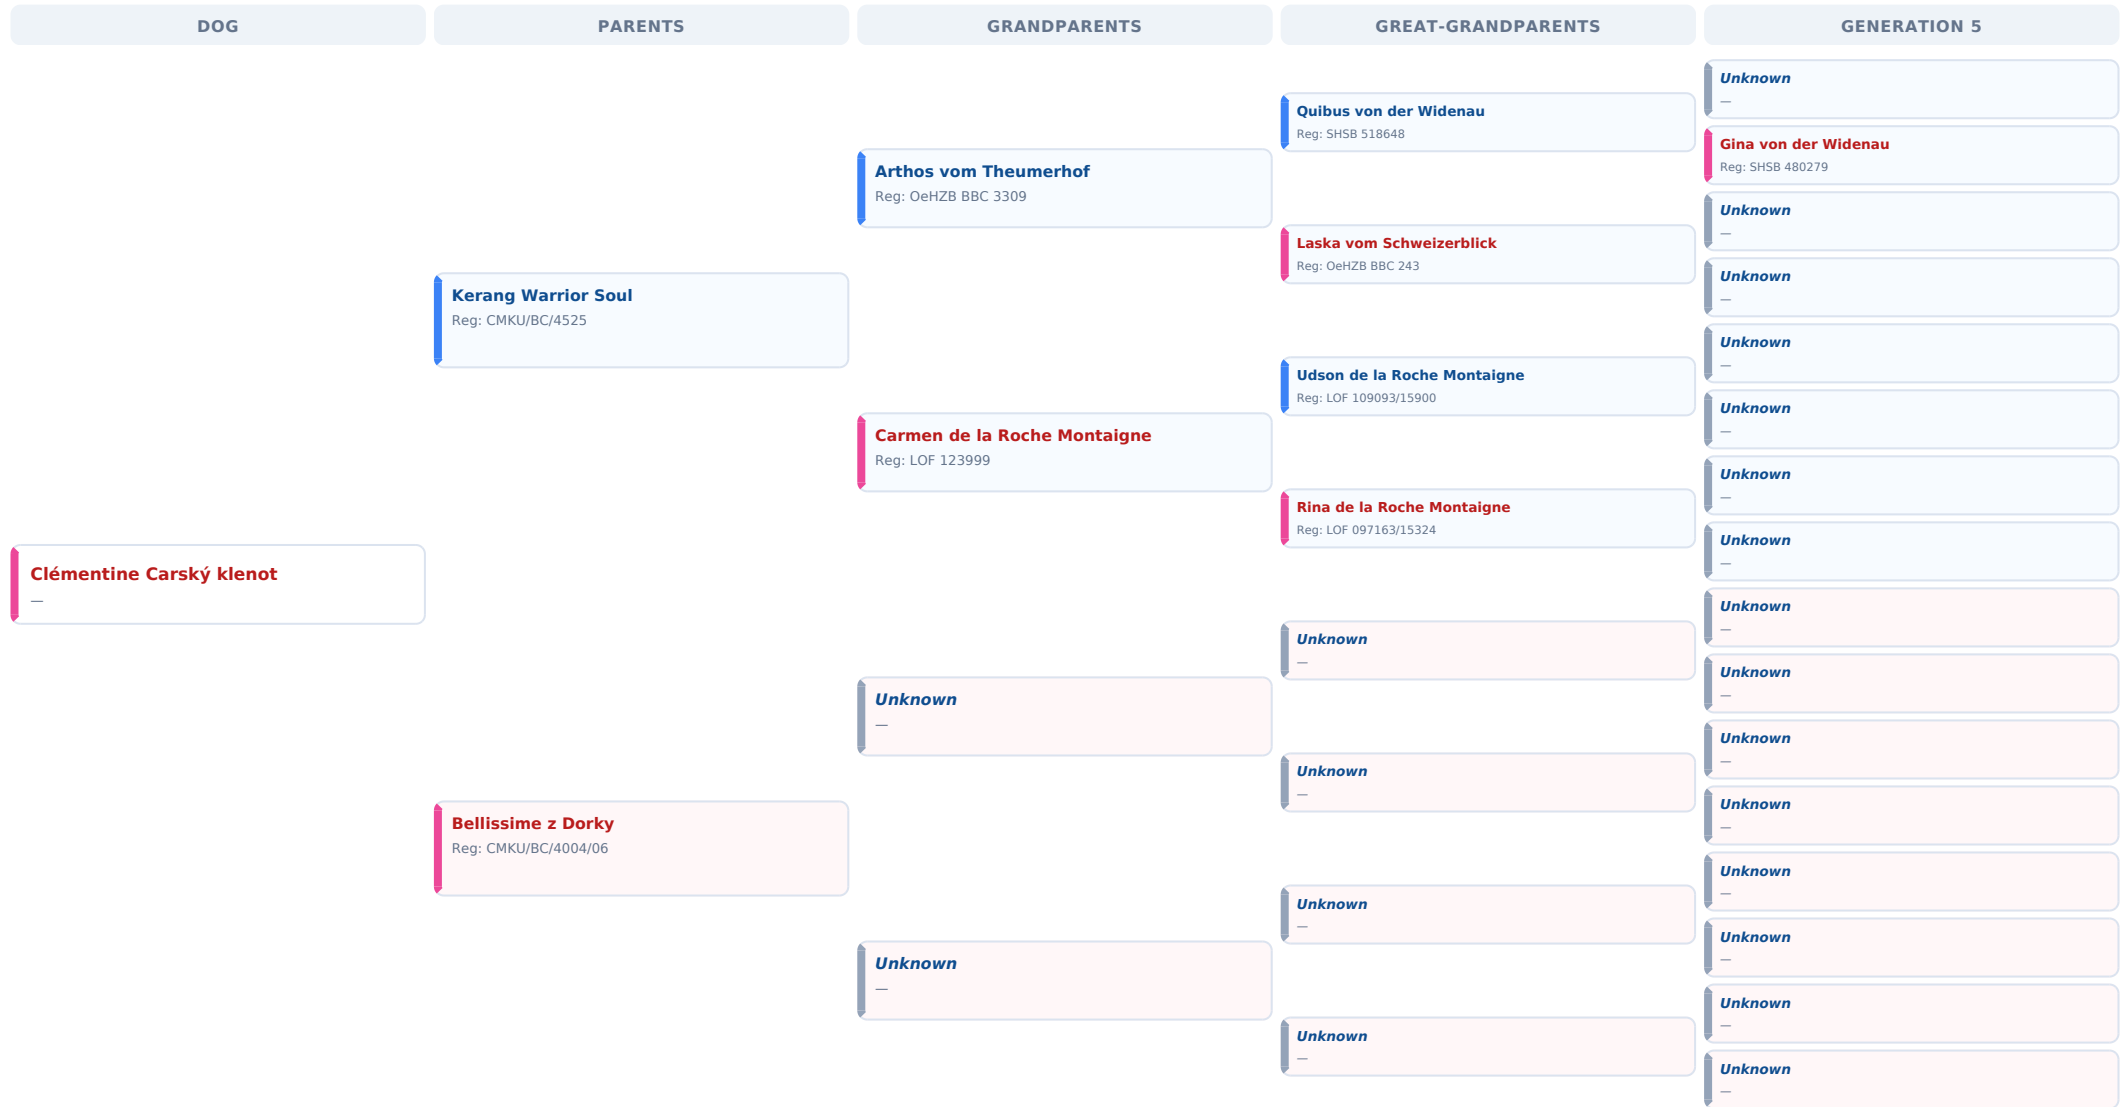 DOG
PARENTS
GRANDPARENTS
GREAT-GRANDPARENTS
GENERATION 5
Clémentine Carský klenot
—
Kerang Warrior Soul
Reg: CMKU/BC/4525
Bellissime z Dorky
Reg: CMKU/BC/4004/06
Arthos vom Theumerhof
Reg: OeHZB BBC 3309
Carmen de la Roche Montaigne
Reg: LOF 123999
Unknown
—
Unknown
—
Quibus von der Widenau
Reg: SHSB 518648
Laska vom Schweizerblick
Reg: OeHZB BBC 243
Udson de la Roche Montaigne
Reg: LOF 109093/15900
Rina de la Roche Montaigne
Reg: LOF 097163/15324
Unknown
—
Unknown
—
Unknown
—
Unknown
—
Unknown
—
Gina von der Widenau
Reg: SHSB 480279
Unknown
—
Unknown
—
Unknown
—
Unknown
—
Unknown
—
Unknown
—
Unknown
—
Unknown
—
Unknown
—
Unknown
—
Unknown
—
Unknown
—
Unknown
—
Unknown
—